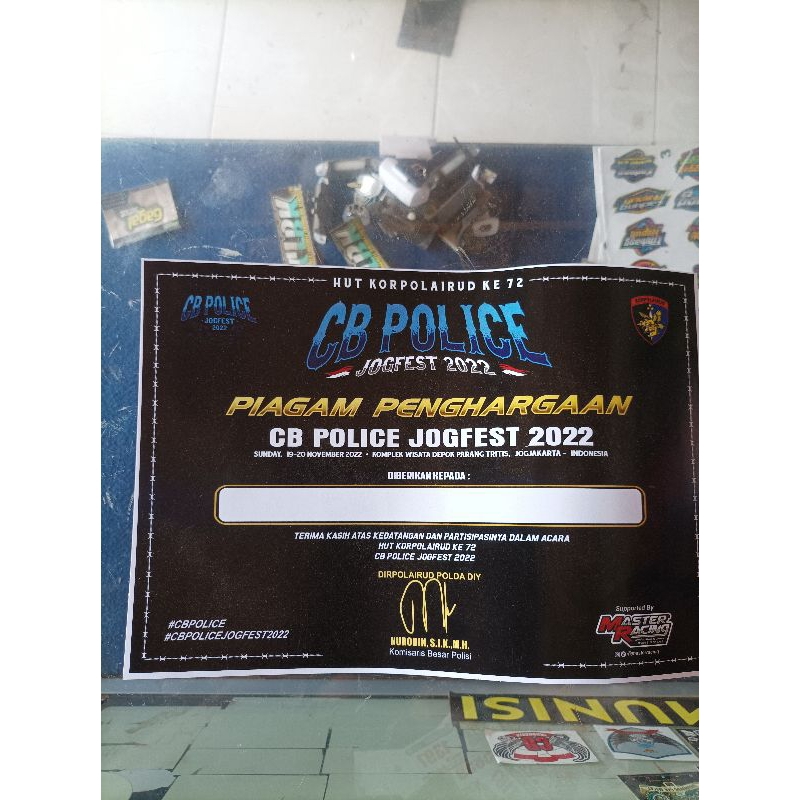 HUT KORPOLAIRUD KE 72
CB POLICE
JOGFEST
2022
CB POLICE
JOGFEST 2022
PIAGAM PENGHARGAAN
CB POLICE JOGFEST 2022
SUNDAY, 19-20 NOVEMBER 2022 • KOMPLEK WISATA DEPOK PARANG TRITIS, JOGJAKARTA - INDONESIA
DIBERIKAN KEPADA :
TERIMA KASIH ATAS KEDATANGAN DAN PARTISIPASINYA DALAM ACARA
HUT KORPOLAIRUD KE 72
CB POLICE JOGFEST 2022
DIRPOLAIRUD POLDA DIY
NURODIN, S.I.K.,M.H.
Komisaris Besar Polisi
#CBPOLICE
#CBPOLICEJOGFEST2022
Supported By
MASTER
RACING
MUNISI